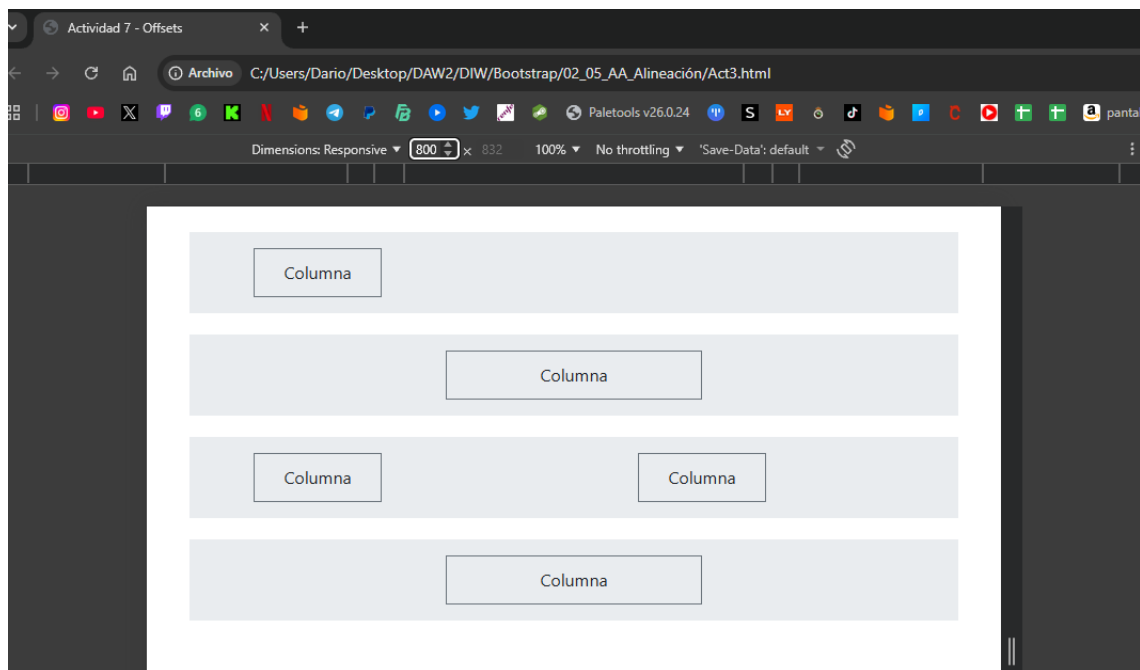 Actividad 7 - Offsets
Archivo C:/Users/Dario/Desktop/DAW2/DIW/Bootstrap/02_05_AA_Alineación/Act3.html
Paletools v26.0.24 S LY panta
Dimensions: Responsive 800 × 832 100% No throttling 'Save-Data': default
Columna
Columna
Columna Columna
Columna